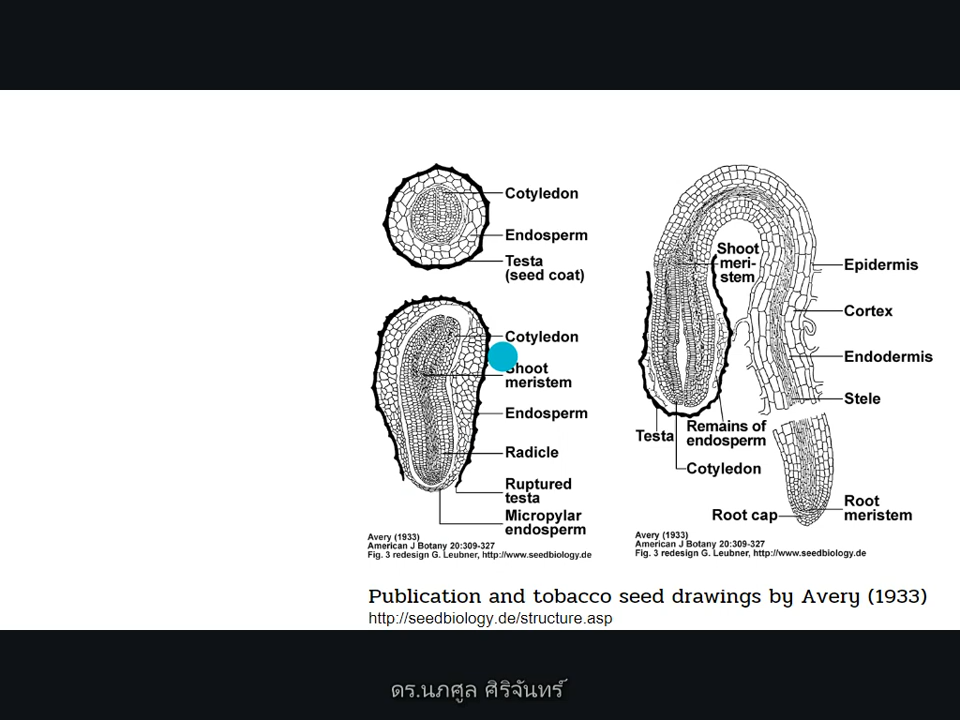 Cotyledon
Endosperm
Testa
(seed coat)
Cotyledon
Shoot
meristem
Endosperm
Radicle
Ruptured
testa
Micropylar
endosperm
Avery (1933)
American J Botany 20:309-327
Fig. 3 redesign G. Leubner, http://www.seedbiology.de
Shoot
meri-
stem
Epidermis
Cortex
Endodermis
Stele
Testa
Remains of
endosperm
Cotyledon
Root cap
Root
meristem
Avery (1933)
American J Botany 20:309-327
Fig. 3 redesign G. Leubner, http://www.seedbiology.de
Publication and tobacco seed drawings by Avery (1933)
http://seedbiology.de/structure.asp
ดร.นภศูล ศิริจันทร์